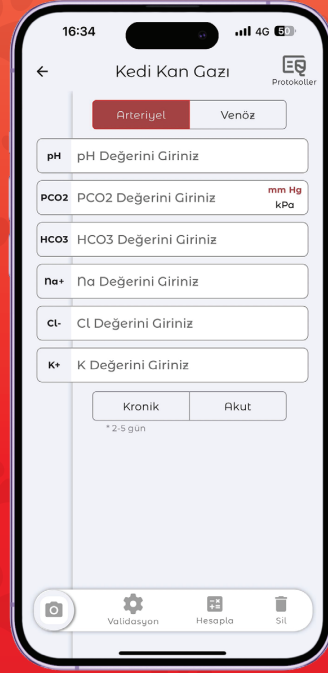 16:34
4G 50
Kedi Kan Gazı
Protokoller
Arteriyel Venöz
pH pH Değerini Giriniz
PCO2 PCO2 Değerini Giriniz mm Hg
kPa
HCO3 HCO3 Değerini Giriniz
Na+ Na Değerini Giriniz
Cl- Cl Değerini Giriniz
K+ K Değerini Giriniz
Kronik Akut
* 2-5 gün
Validasyon Hesapla Sil